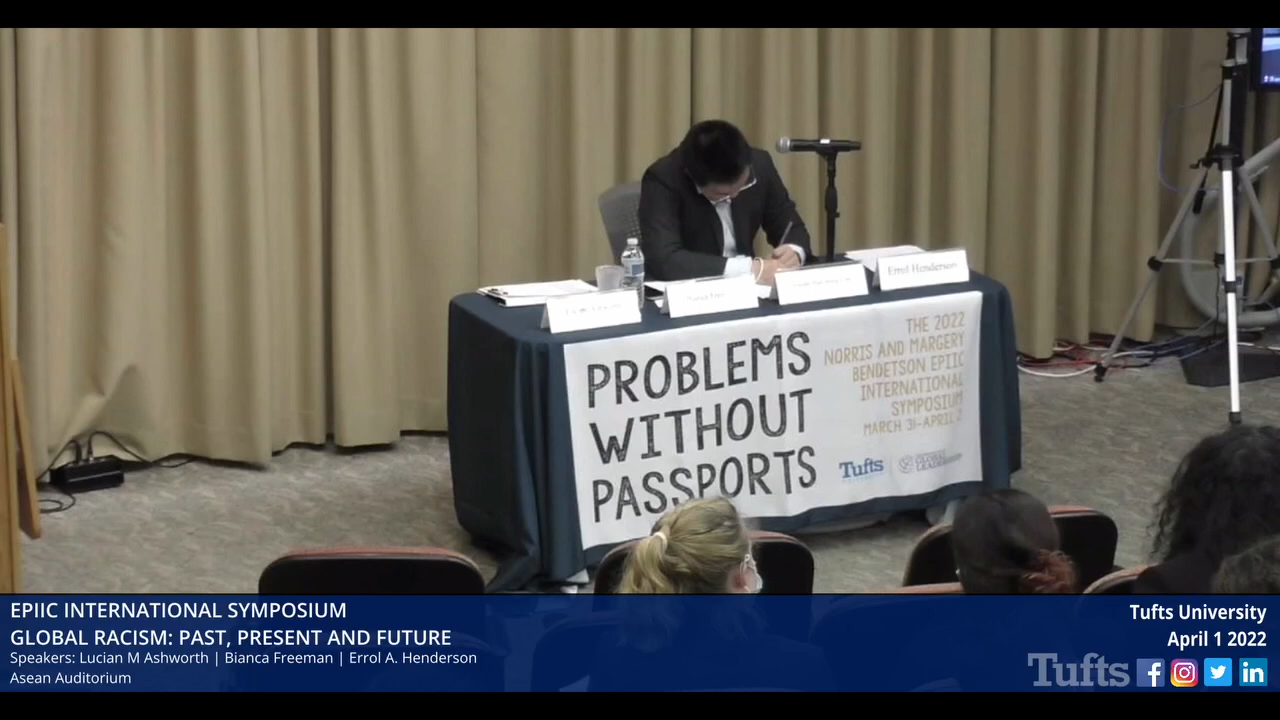 Errol Henderson
PROBLEMS
WITHOUT
PASSPORTS
THE 2022
NORRIS AND MARGERY
BENDETSON EPIIC
INTERNATIONAL
SYMPOSIUM
MARCH 31-APRIL 2
Tufts
GLOBAL
LEADERSHIP
EPIIC INTERNATIONAL SYMPOSIUM
GLOBAL RACISM: PAST, PRESENT AND FUTURE
Speakers: Lucian M Ashworth | Bianca Freeman | Errol A. Henderson
Asean Auditorium
Tufts University
April 1 2022
Tufts